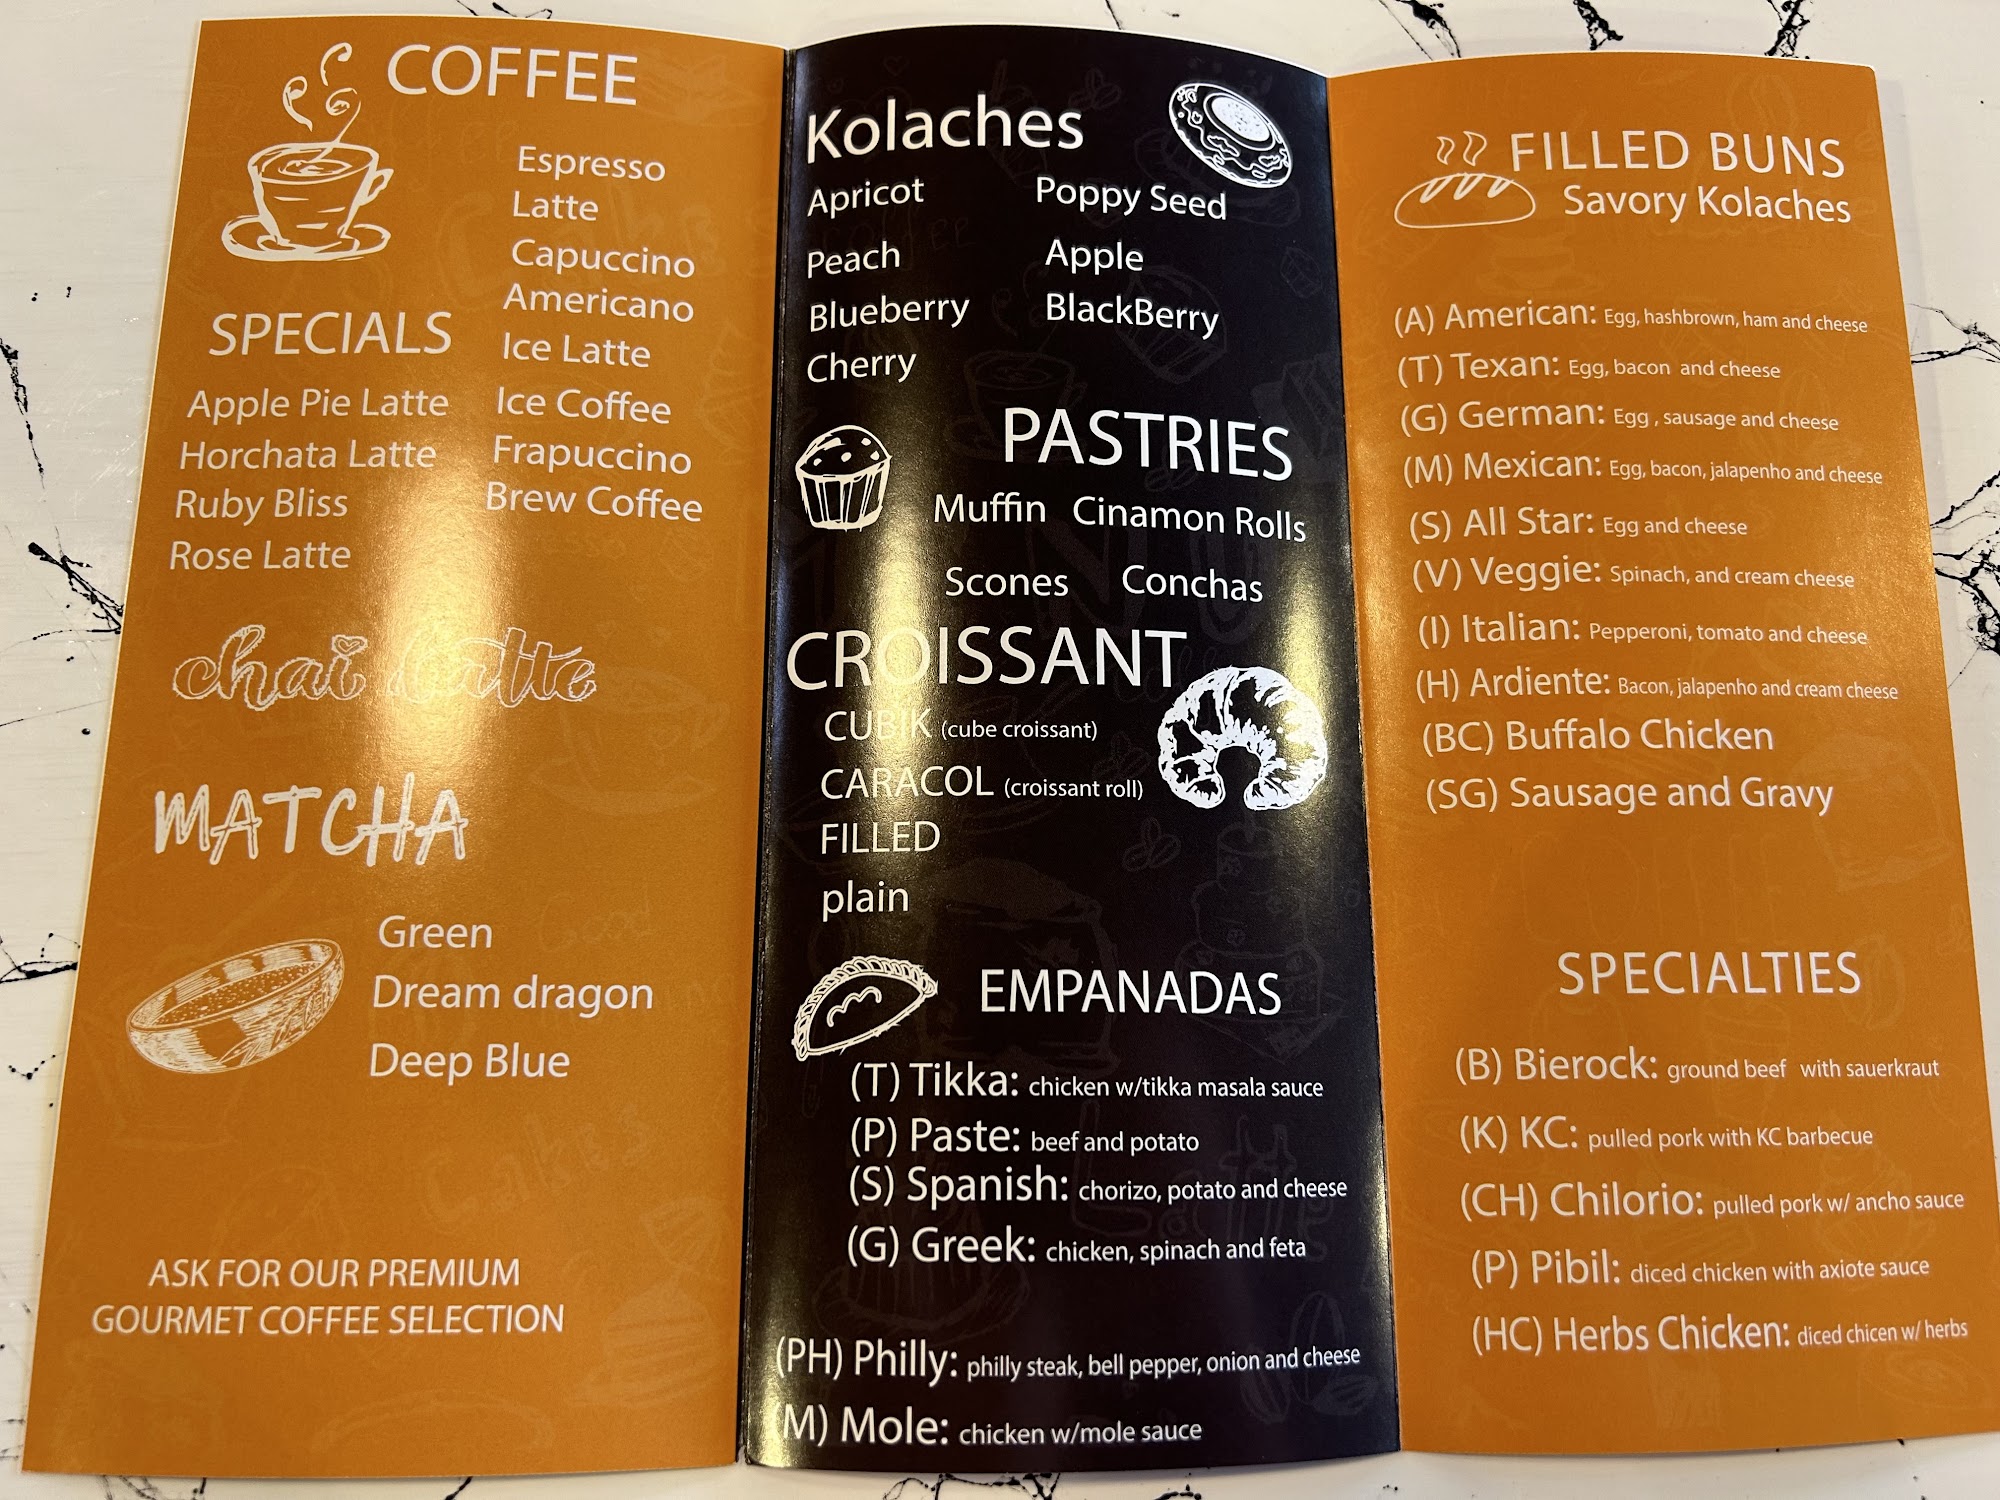 COFFEE
Espresso
Latte
Capuccino
Americano
Ice Latte
Ice Coffee
Frapuccino
Brew Coffee
SPECIALS
Apple Pie Latte
Horchata Latte
Ruby Bliss
Rose Latte
chai Latte
MATCHA
Green
Dream dragon
Deep Blue
ASK FOR OUR PREMIUM
GOURMET COFFEE SELECTION
Kolaches
Apricot Poppy Seed
Peach Apple
Blueberry BlackBerry
Cherry
PASTRIES
Muffin Cinamon Rolls
Scones Conchas
CROISSANT
CUBIK (cube croissant)
CARACOL (croissant roll)
FILLED
plain
EMPANADAS
(T) Tikka: chicken w/tikka masala sauce
(P) Paste: beef and potato
(S) Spanish: chorizo, potato and cheese
(G) Greek: chicken, spinach and feta
(PH) Philly: philly steak, bell pepper, onion and cheese
(M) Mole: chicken w/mole sauce
FILLED BUNS
Savory Kolaches
(A) American: Egg, hashbrown, ham and cheese
(T) Texan: Egg, bacon and cheese
(G) German: Egg , sausage and cheese
(M) Mexican: Egg, bacon, jalapenho and cheese
(S) All Star: Egg and cheese
(V) Veggie: Spinach, and cream cheese
(I) Italian: Pepperoni, tomato and cheese
(H) Ardiente: Bacon, jalapenho and cream cheese
(BC) Buffalo Chicken
(SG) Sausage and Gravy
SPECIALTIES
(B) Bierock: ground beef with sauerkraut
(K) KC: pulled pork with KC barbecue
(CH) Chilorio: pulled pork w/ ancho sauce
(P) Pibil: diced chicken with axiote sauce
(HC) Herbs Chicken: diced chicen w/ herbs